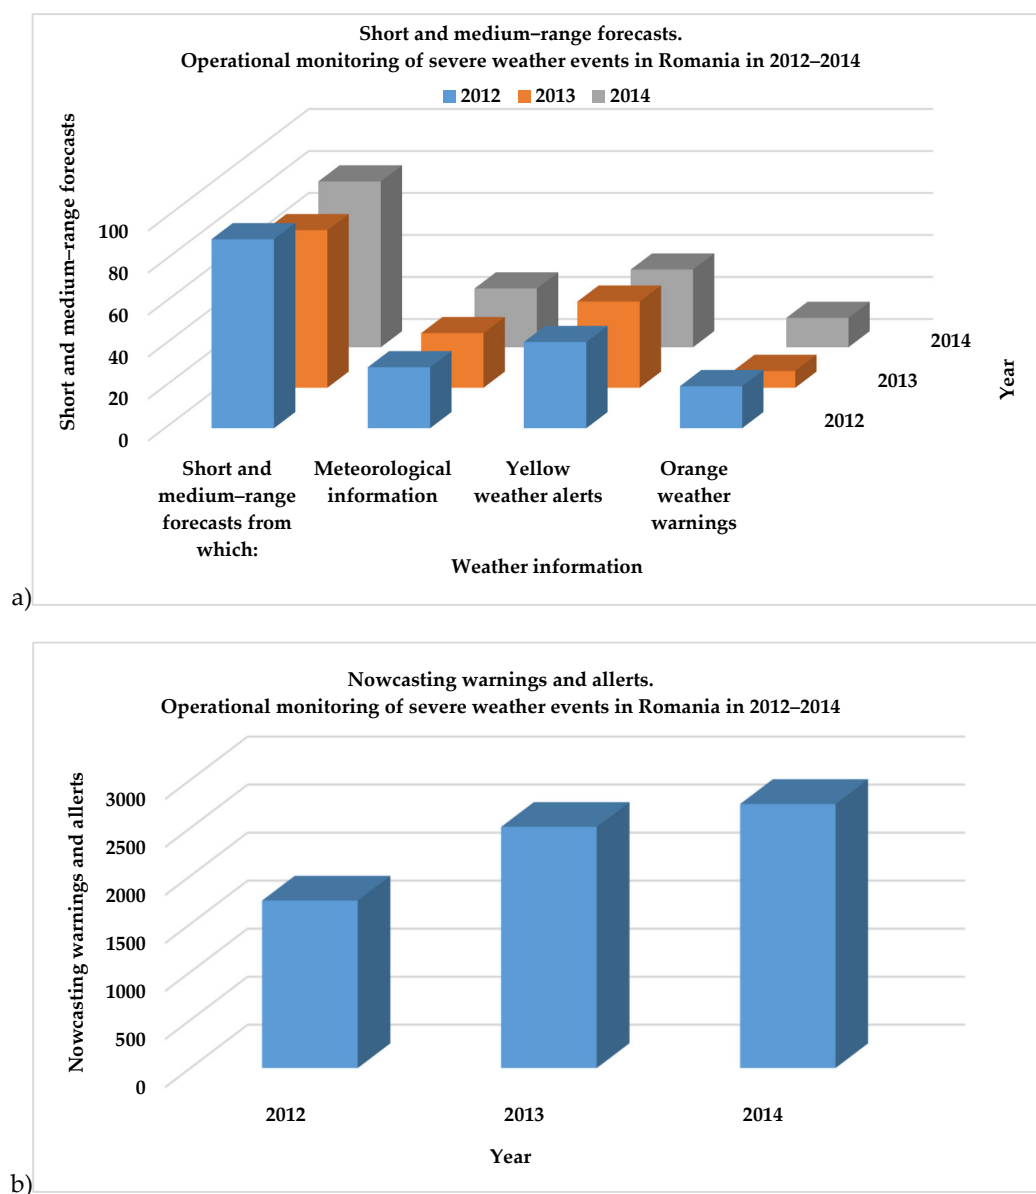 Short and medium–range forecasts.
Operational monitoring of severe weather events in Romania in 2012–2014
2012 2013 2014
Short and medium–range forecasts
100
80
60
40
20
0
2014
2013
2012
Year
Short and
medium–range
forecasts from
which:
Meteorological
information
Yellow
weather alerts
Orange
weather
warnings
Weather information
a)
Nowcasting warnings and allerts.
Operational monitoring of severe weather events in Romania in 2012–2014
Nowcasting warnings and allerts
3000
2500
2000
1500
1000
500
0
2012
2013
2014
Year
b)